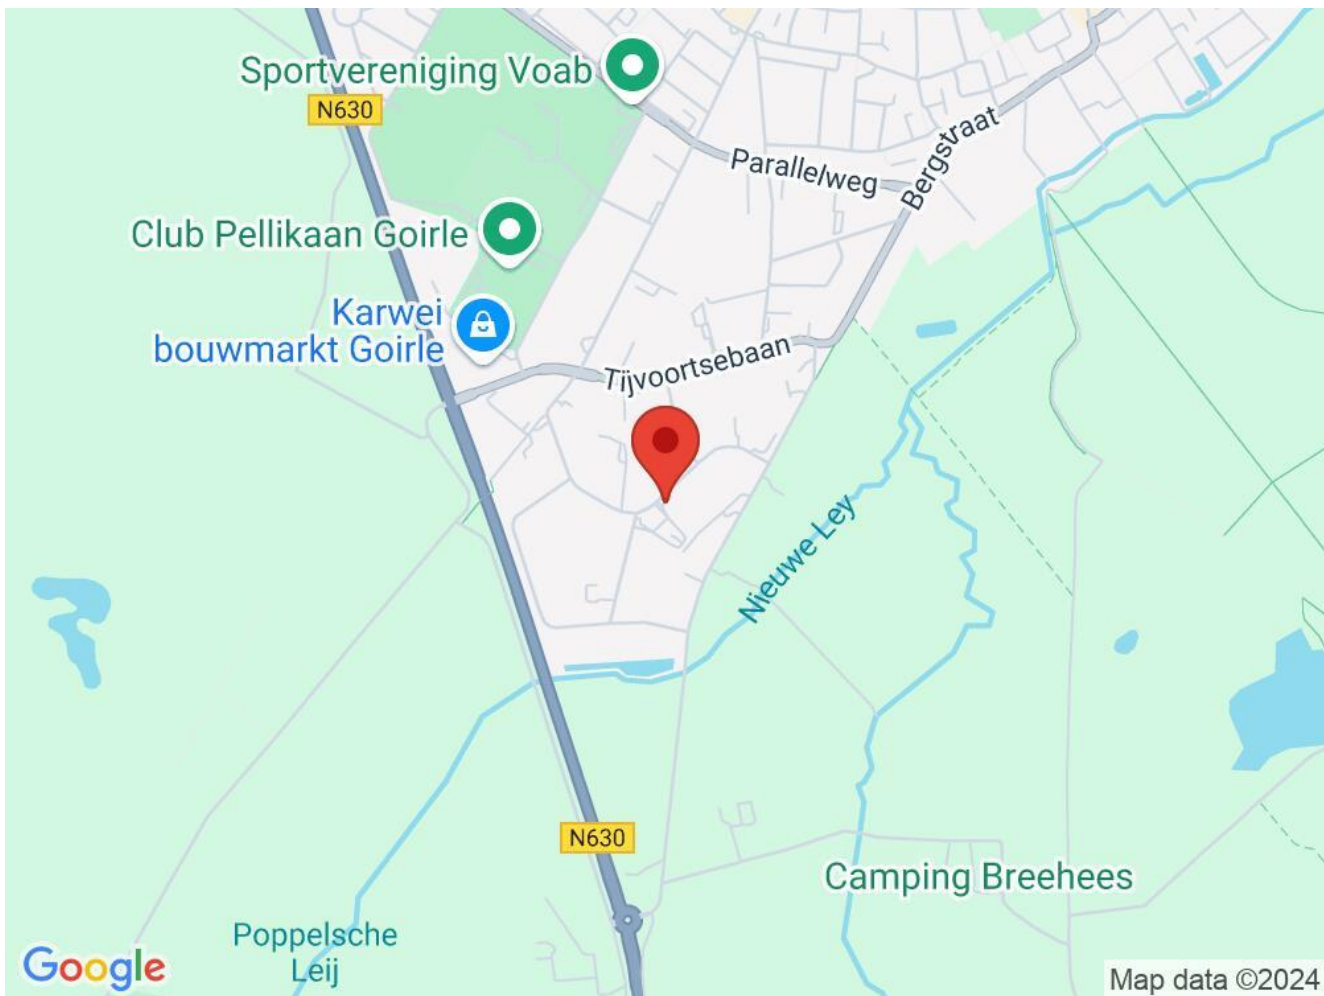 Sportvereniging Voab
N630
Parallelweg
Bergstraat
Club Pellikaan Goirle
Karwei
bouwmarkt Goirle
Tijvoortsebaan
Nieuwe Ley
N630
Camping Breehees
Poppelsche
Leij
Google
Map data ©2024